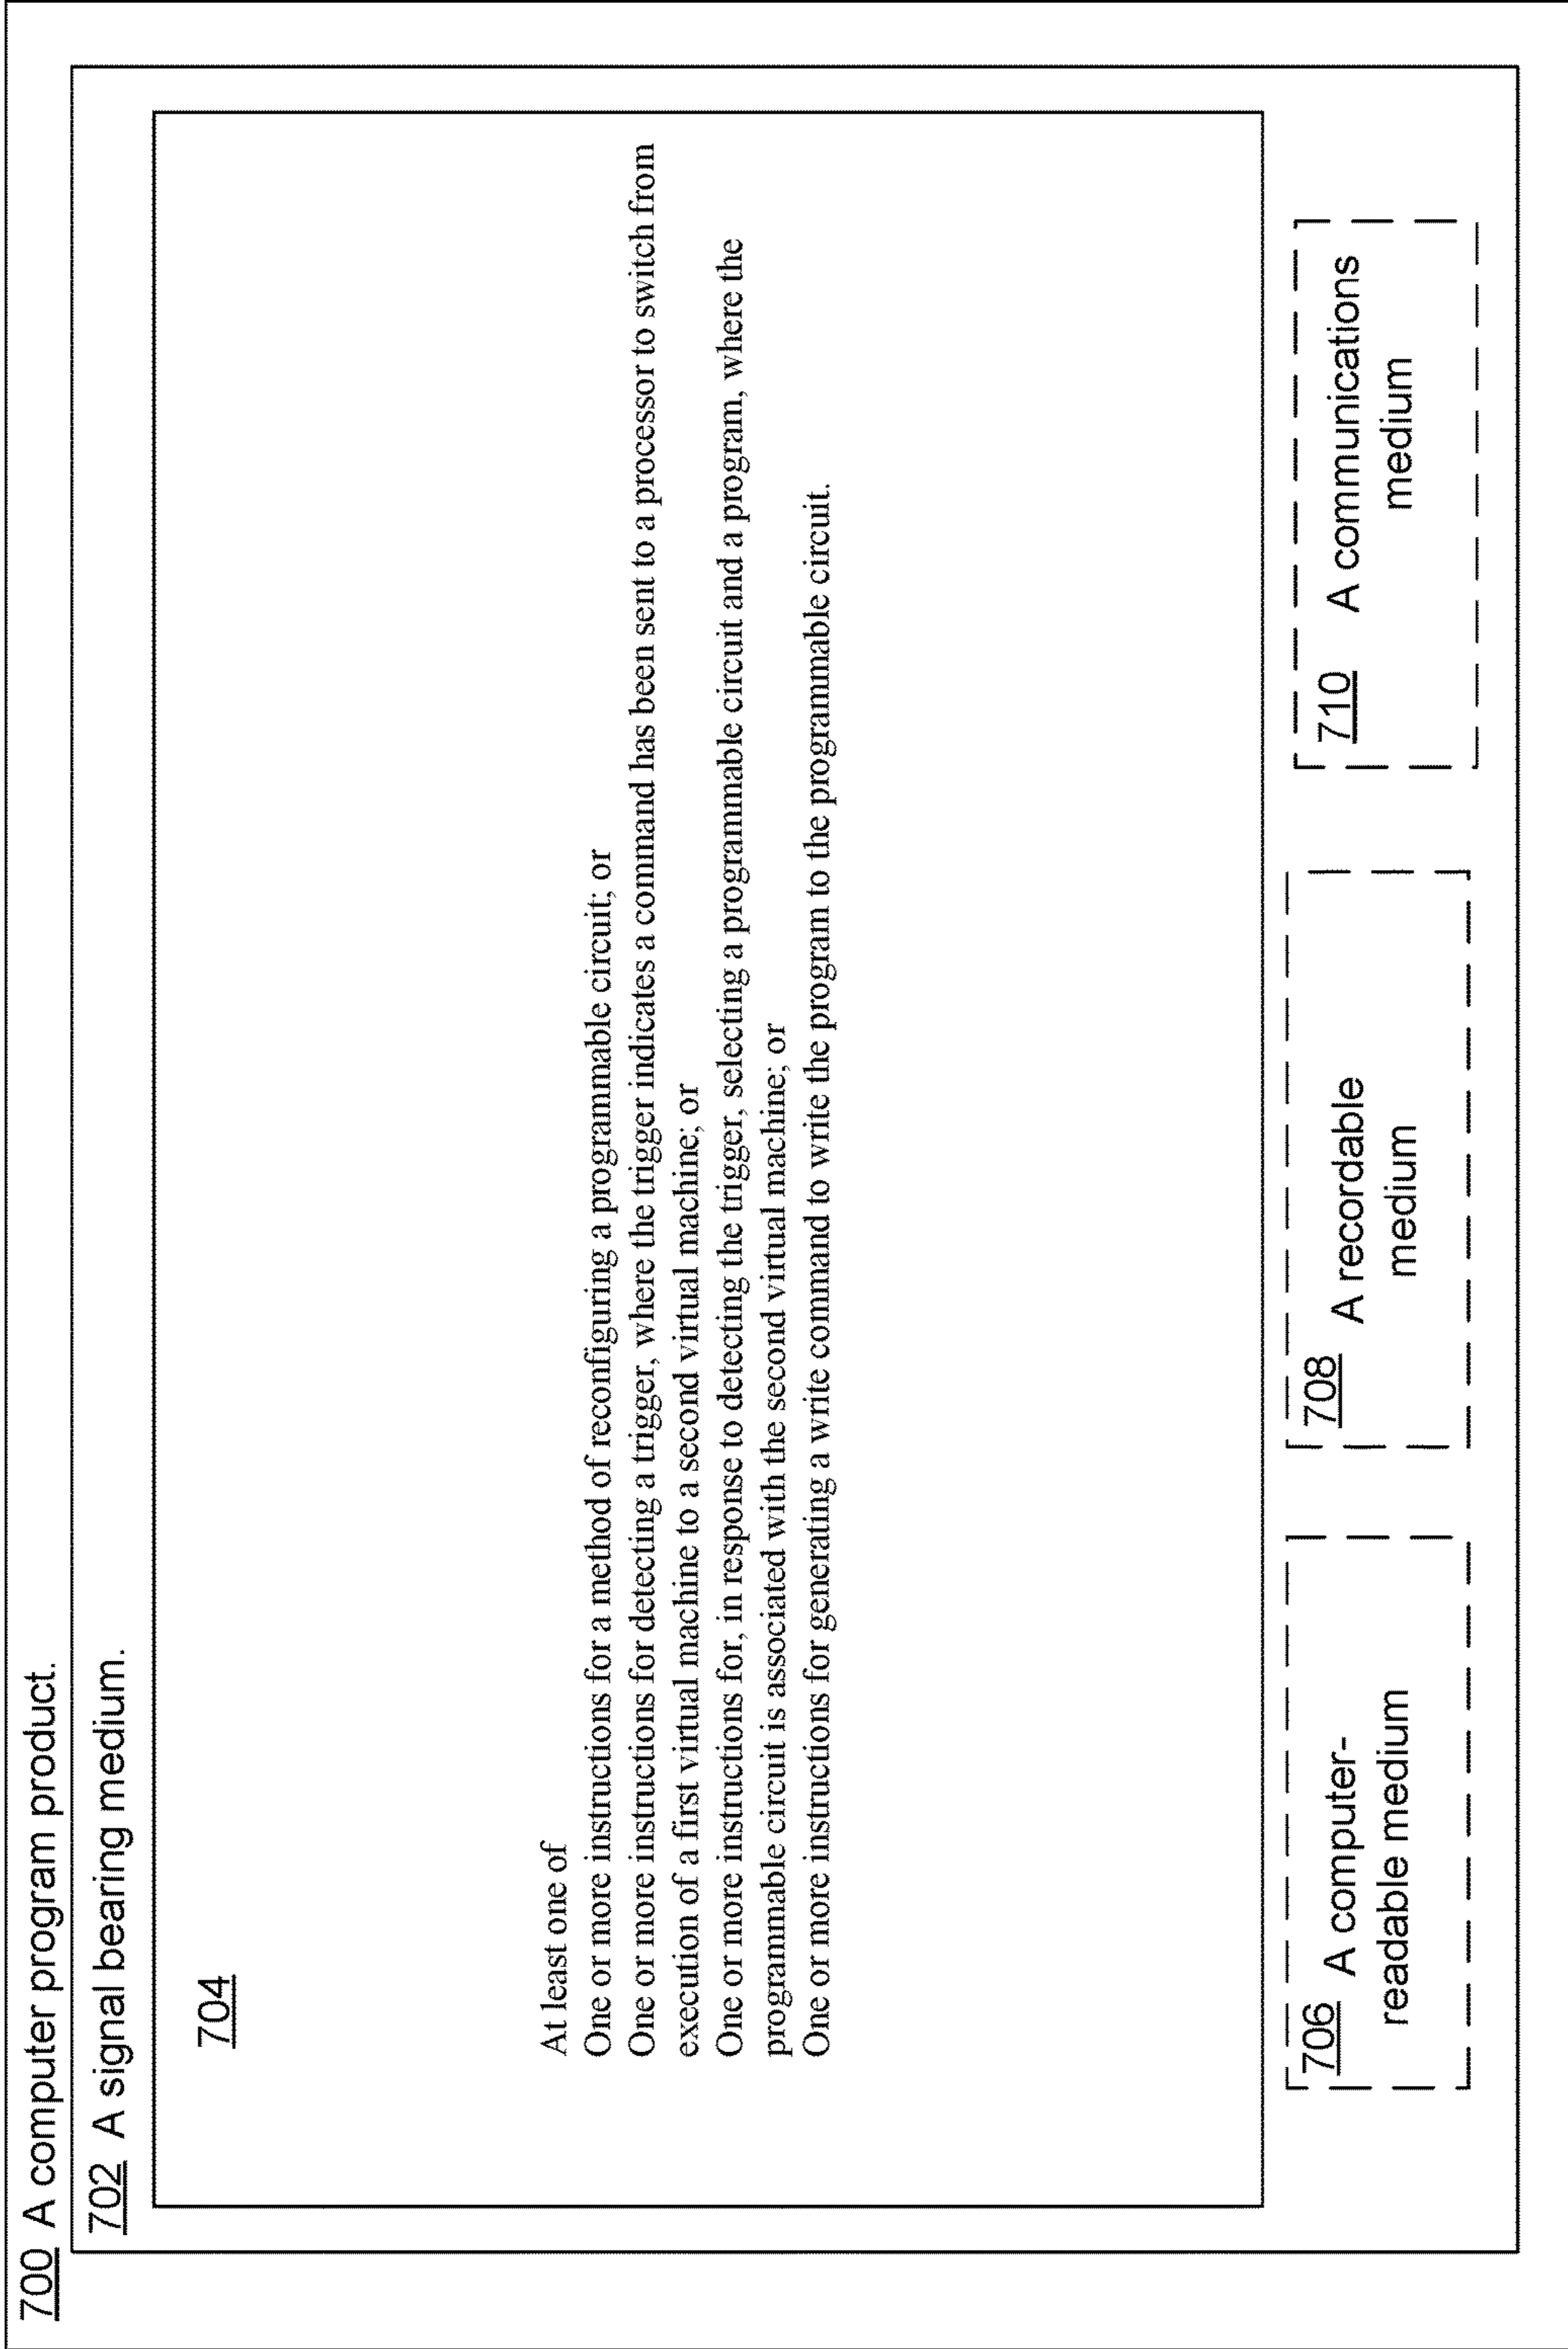 700 A computer program product.
702 A signal bearing medium.
704
At least one of
One or more instructions for a method of reconfiguring a programmable circuit; or
One or more instructions for detecting a trigger, where the trigger indicates a command has been sent to a processor to switch from
execution of a first virtual machine to a second virtual machine; or
One or more instructions for, in response to detecting the trigger, selecting a programmable circuit and a program, where the
programmable circuit is associated with the second virtual machine; or
One or more instructions for generating a write command to write the program to the programmable circuit.
706 A computer-
readable medium
708 A recordable
medium
710 A communications
medium